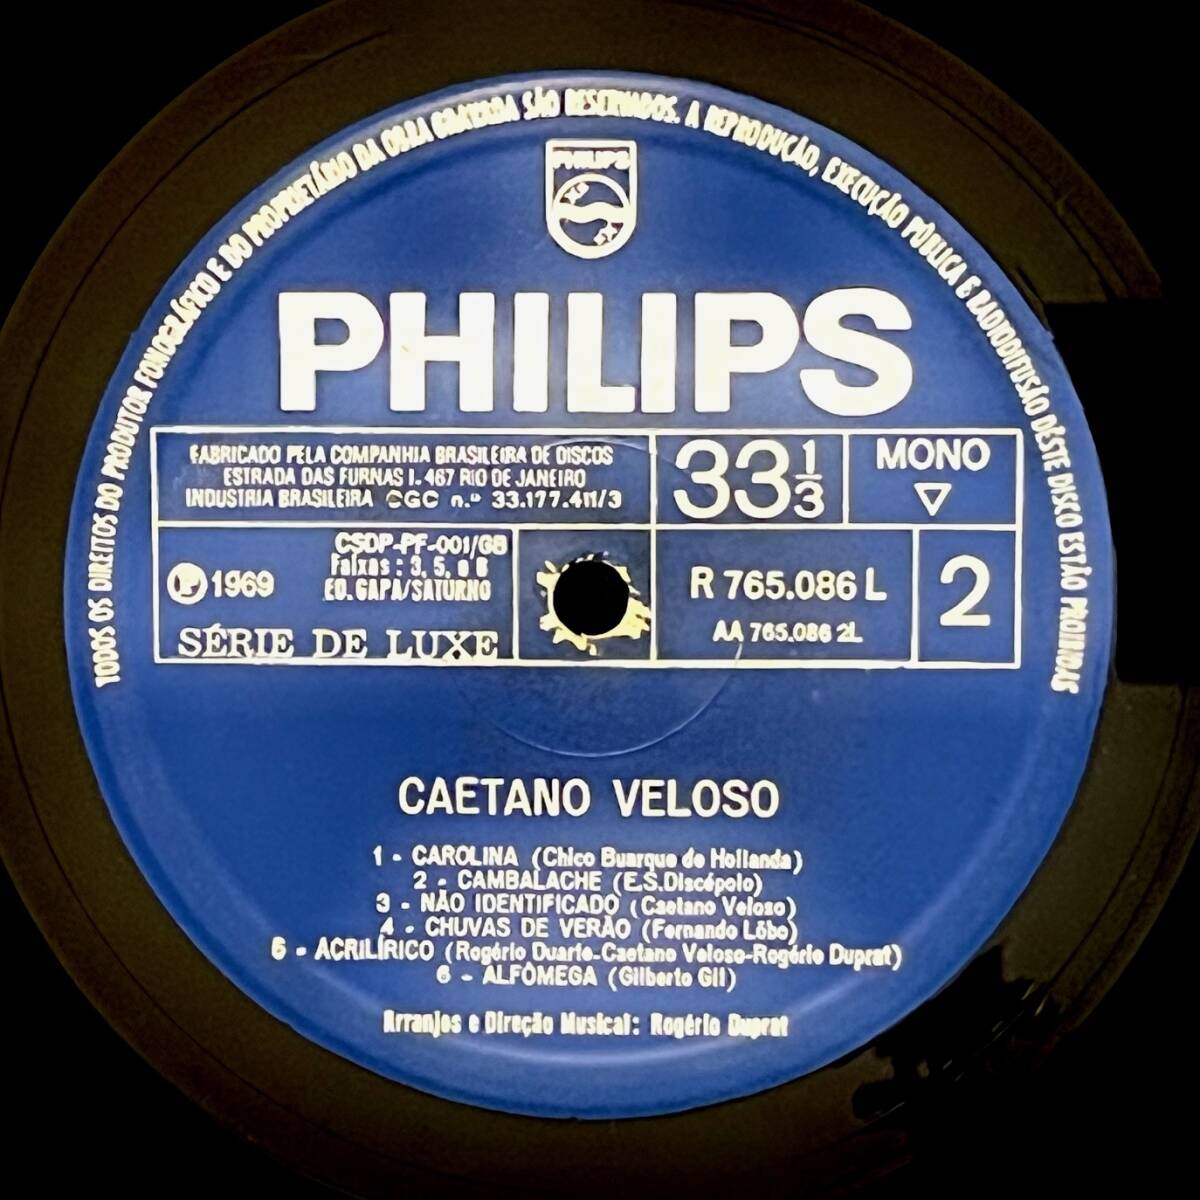 TODOS OS DIREITOS DO PRODUTOR FONOGRÁFICO E DO PROPRIETÁRIO DA OBRA GRAVADA SÃO RESERVADOS. A REPRODUÇÃO, EXECUÇÃO PÚBLICA E RADIODIFUSÃO DÊSTE DISCO ESTÃO PROIBIDAS
PHILIPS
PHILIPS
FABRICADO PELA COMPANHIA BRASILEIRA DE DISCOS
ESTRADA DAS FURNAS I- 467 RIO DE JANEIRO
INDUSTRIA BRASILEIRA CGC n.º 33.177.411/3
33 1/3
MONO
CSDP-PF-001/GB
Faixas: 3, 5, e 6
ED. GAPA/SATURNO
Ⓟ 1969
SÉRIE DE LUXE
R 765.086 L
AA 765.086 2L
2
CAETANO VELOSO
1 - CAROLINA (Chico Buarque de Hollanda)
2 - CAMBALACHE (E.S.Discépolo)
3 - NÃO IDENTIFICADO (Caetano Veloso)
4 - CHUVAS DE VERÃO (Fernando Lôbo)
5 - ACRILÍRICO (Rogério Duarte-Caetano Veloso-Rogério Duprat)
6 - ALFÔMEGA (Gilberto Gil)
Arranjos e Direção Musical: Rogério Duprat